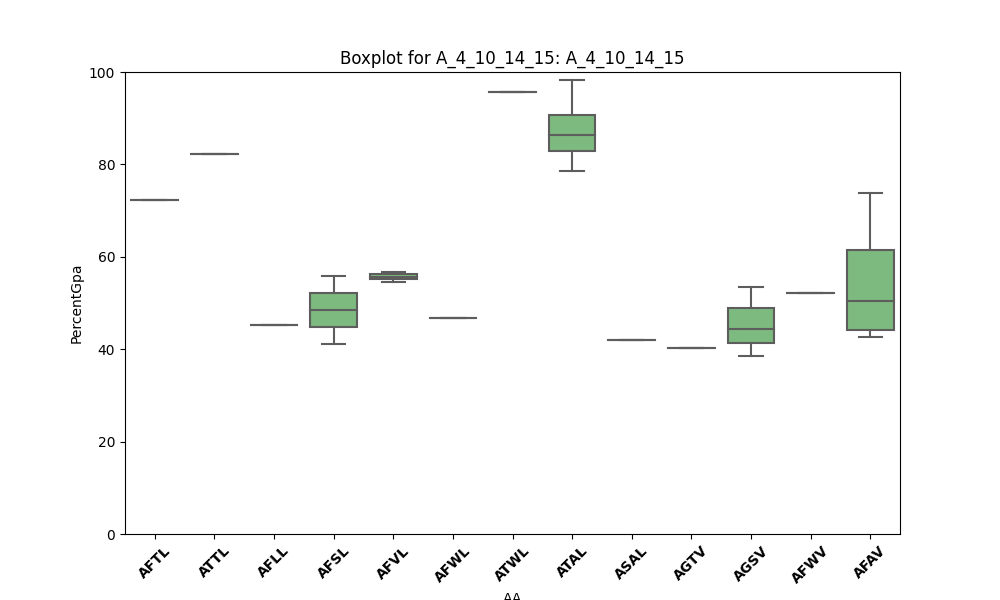 Boxplot for A_4_10_14_15: A_4_10_14_15
100
80
60
40
20
0
PercentGpa
AFTL
ATTL
AFLL
AFSL
AFVL
AFWL
ATWL
ATAL
ASAL
AGTV
AGSV
AFWV
AFAV
AA